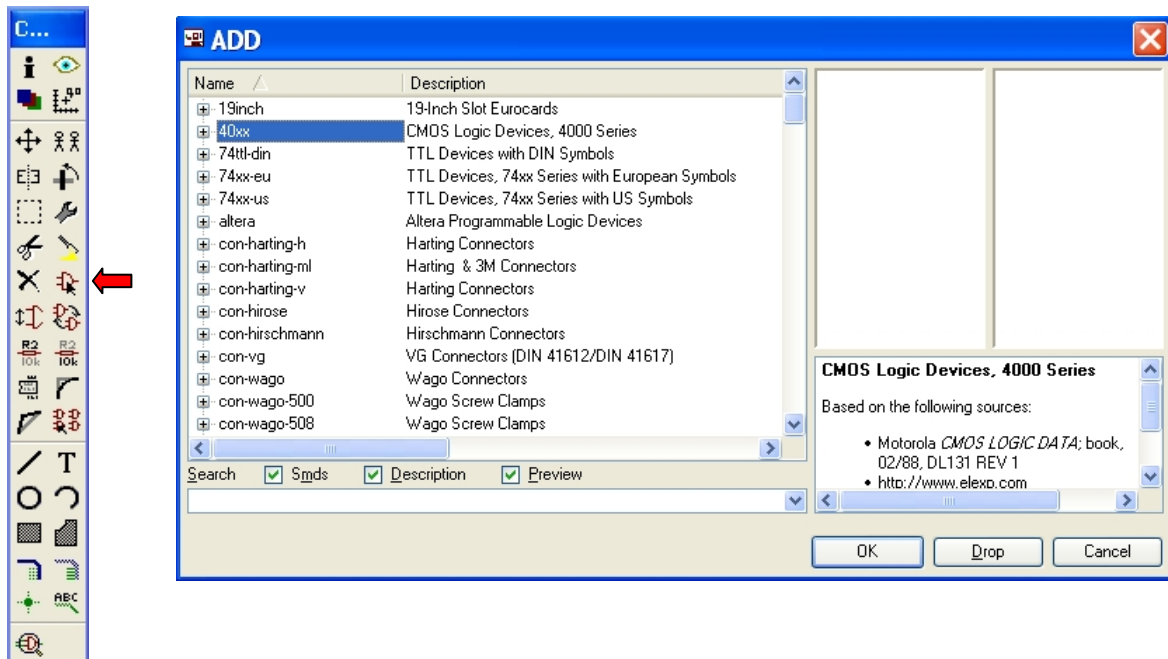 C...
R2 R2
10k 10k
T
ABC
ADD
Name Description
19inch 19-Inch Slot Eurocards
40xx CMOS Logic Devices, 4000 Series
74ttl-din TTL Devices with DIN Symbols
74xx-eu TTL Devices, 74xx Series with European Symbols
74xx-us TTL Devices, 74xx Series with US Symbols
altera Altera Programmable Logic Devices
con-harting-h Harting Connectors
con-harting-ml Harting & 3M Connectors
con-harting-v Harting Connectors
con-hirose Hirose Connectors
con-hirschmann Hirschmann Connectors
con-vg VG Connectors (DIN 41612/DIN 41617)
con-wago Wago Connectors
con-wago-500 Wago Screw Clamps
con-wago-508 Wago Screw Clamps
Search Smds Description Preview
CMOS Logic Devices, 4000 Series
Based on the following sources:
• Motorola CMOS LOGIC DATA; book,
02/88, DL131 REV 1
• http://www.elexp.com
OK Drop Cancel